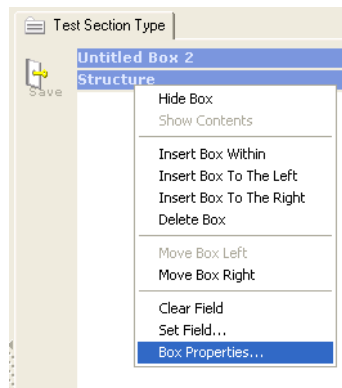 Test Section Type
Untitled Box 2
Structure
Save
Hide Box
Show Contents
Insert Box Within
Insert Box To The Left
Insert Box To The Right
Delete Box
Move Box Left
Move Box Right
Clear Field
Set Field...
Box Properties...